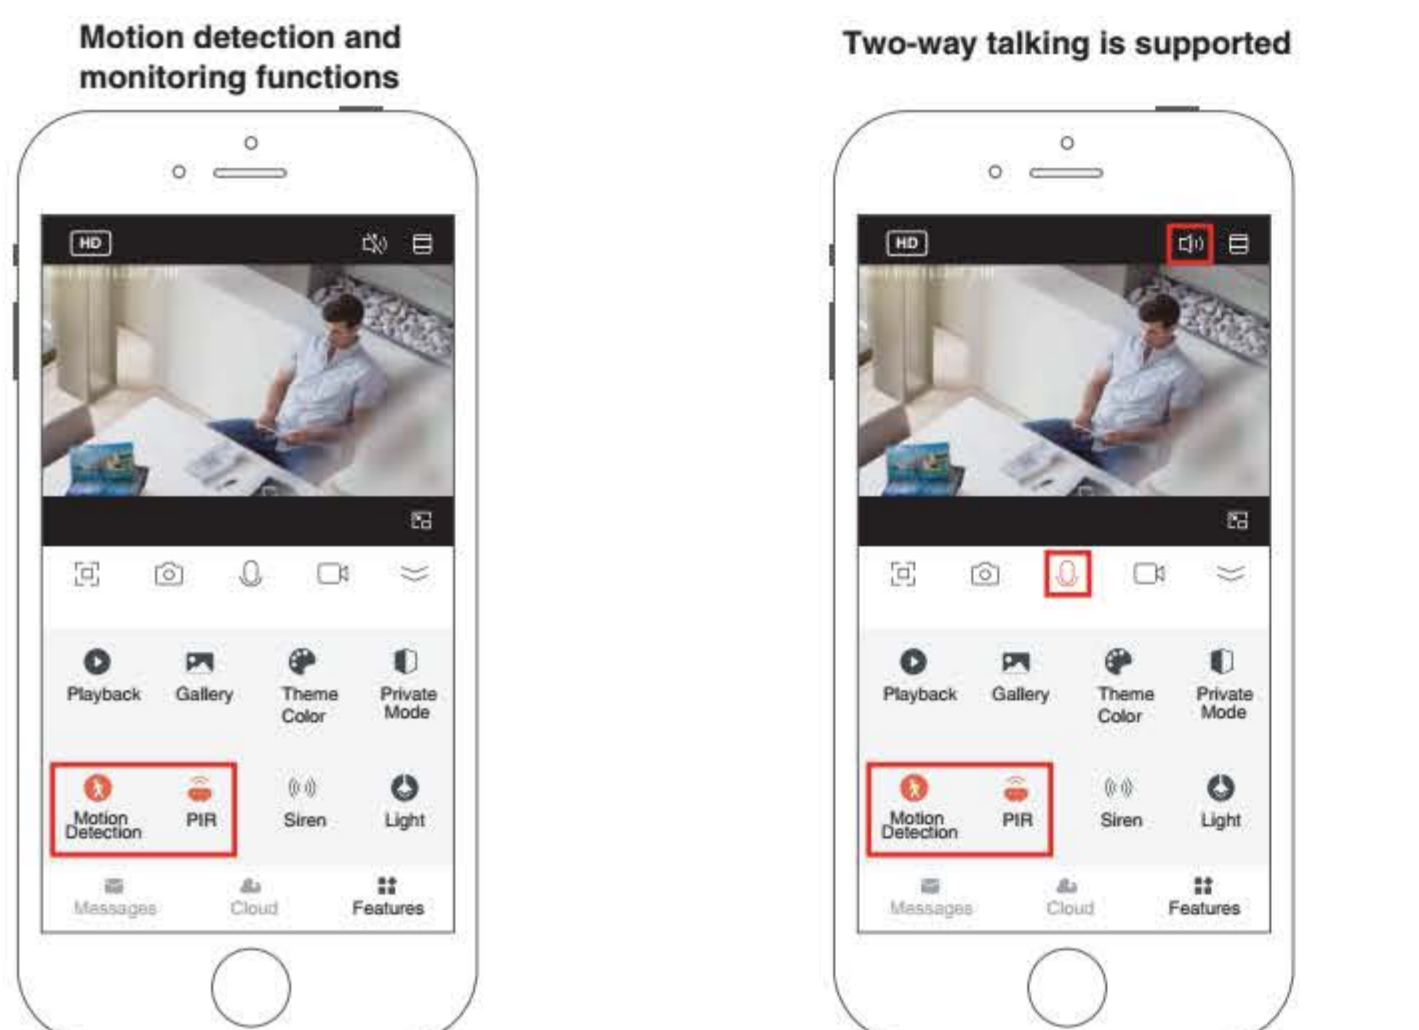 Motion detection and
monitoring functions
HD
Playback
Gallery
Theme
Color
Private
Mode
Motion
Detection
PIR
Siren
Light
Messages
Cloud
Features
Two-way talking is supported
HD
Playback
Gallery
Theme
Color
Private
Mode
Motion
Detection
PIR
Siren
Light
Messages
Cloud
Features